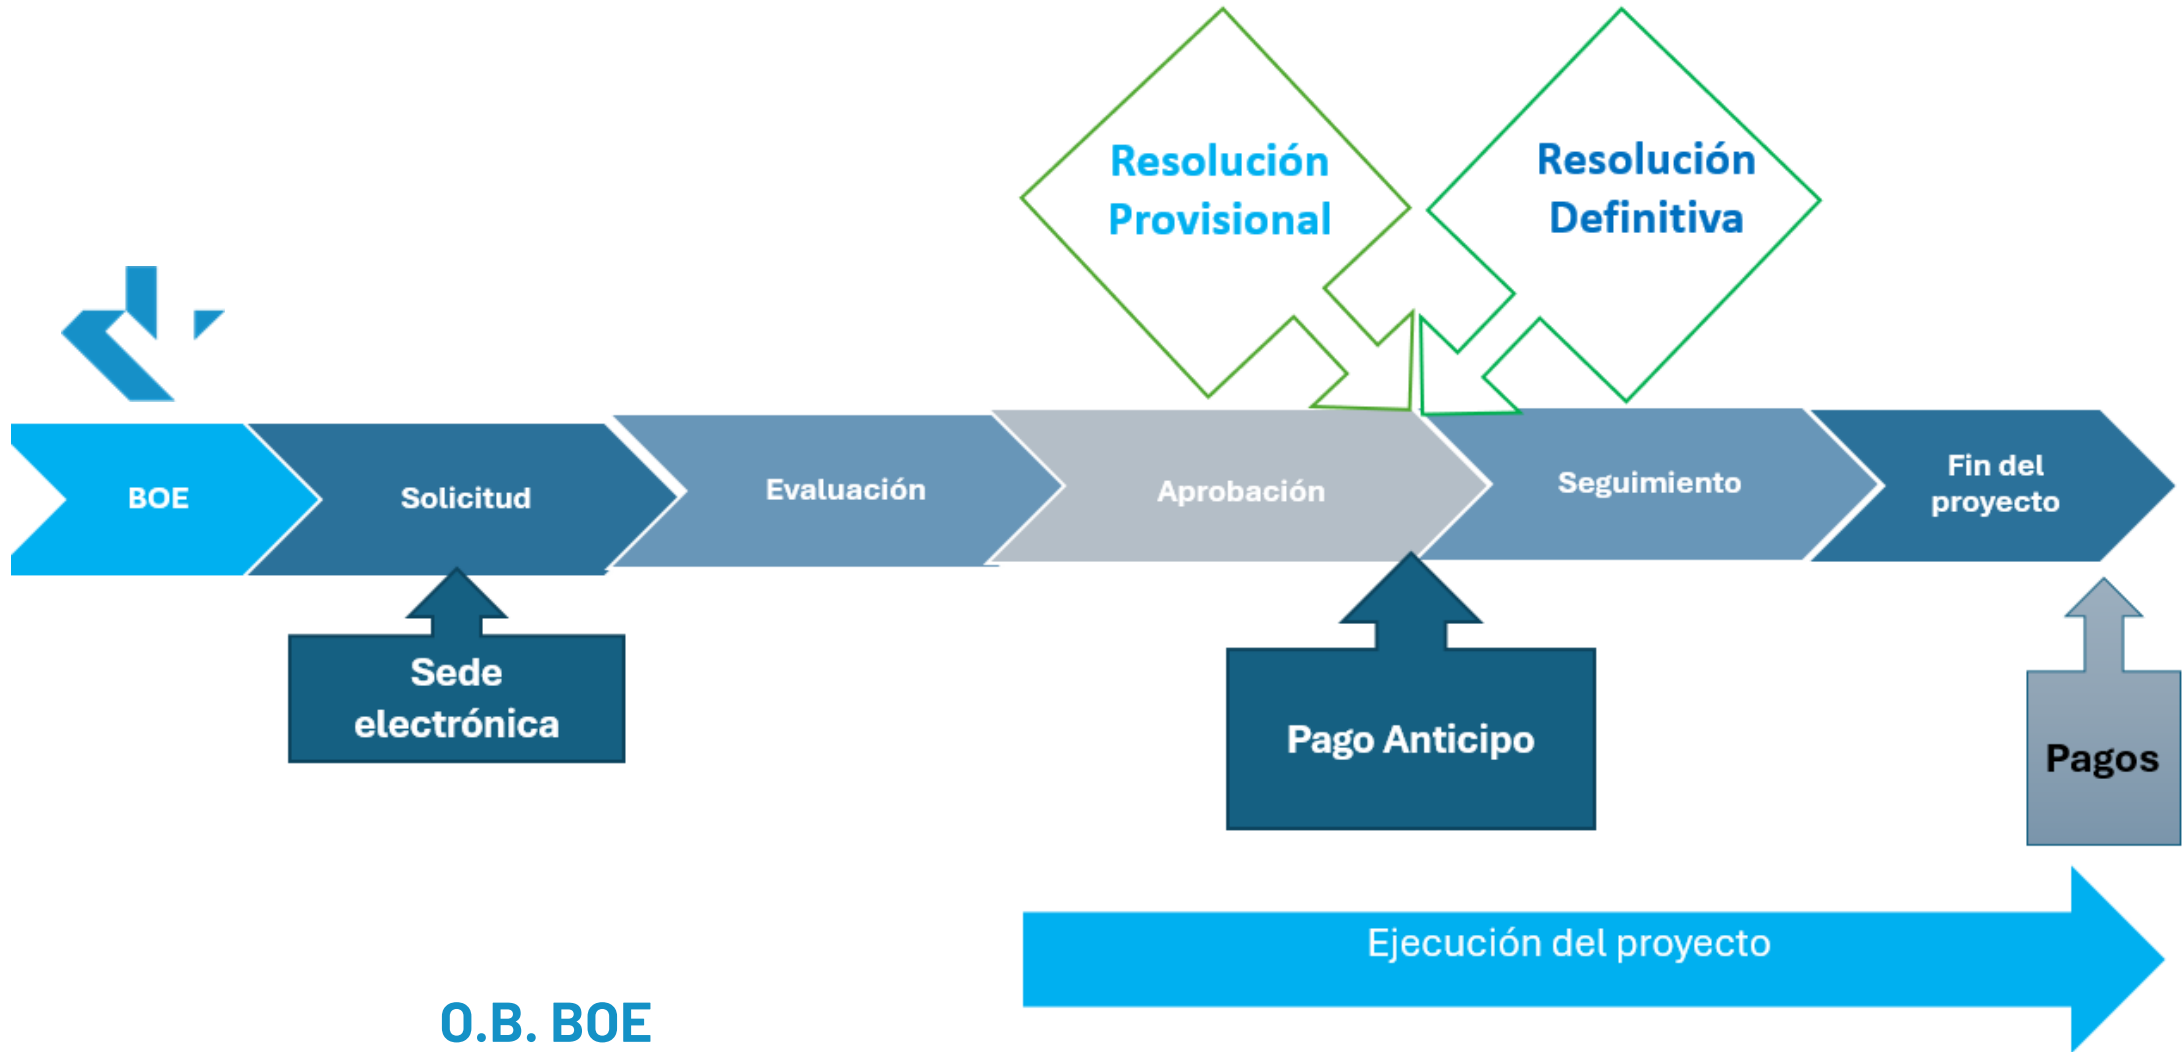 Resolución
Provisional
Resolución
Definitiva
BOE
Solicitud
Evaluación
Aprobación
Seguimiento
Fin del
proyecto
Sede
electrónica
Pago Anticipo
Pagos
Ejecución del proyecto
O.B. BOE